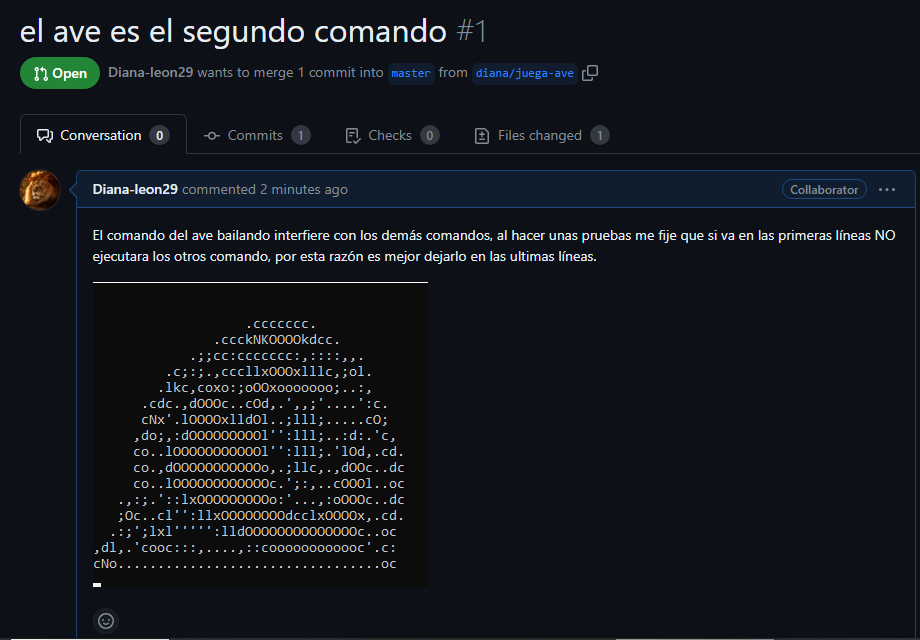 el ave es el segundo comando #1
Open Diana-leon29 wants to merge 1 commit into master from diana/juega-ave
Conversation 0 Commits 1 Checks 0 Files changed 1
Diana-leon29 commented 2 minutes ago Collaborator ...
El comando del ave bailando interfiere con los demás comandos, al hacer unas pruebas me fije que si va en las primeras líneas NO
ejecutara los otros comando, por esta razón es mejor dejarlo en las ultimas líneas.
.ccccccc.
.ccckNKOOOOkdcc.
.;;cc:ccccccc:,::::,,.
.c;:;.,cccllxOOOxlllc,;ol.
.lkc,coxo:;oOOxooooooo;..:,
.cdc.,dOOOc..cOd,.',,;'....':c.
cNx'.lOOOOxlldOl..;lll;.....cO;
,do;,:dOOOOOOOOOl'':lll;..:d:.'c,
co..lOOOOOOOOOOOl'':lll;.'lOd,.cd.
co.,dOOOOOOOOOOOOo,.;llc,.,dOOc..dc
co..lOOOOOOOOOOOOc.';:,..cOOOl..oc
.,:;.'::lxOOOOOOOOOo:'...,:oOOOc..dc
;Oc..cl'':llxOOOOOOOOdcclxOOOOx,.cd.
.:;';lxl''''':lldOOOOOOOOOOOOOOc..oc
,dl,.'cooc:::,....,::coooooooooooc'.c:
cNo.................................oc